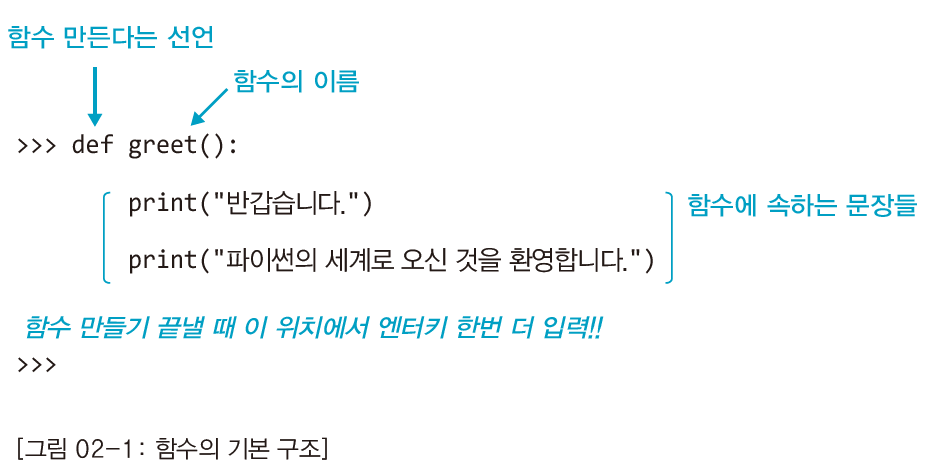 함수 만든다는 선언
함수의 이름
>>> def greet():
print("반갑습니다.")
함수에 속하는 문장들
print("파이썬의 세계로 오신 것을 환영합니다.")
함수 만들기 끝낼 때 이 위치에서 엔터키 한번 더 입력!!
>>>
[그림 02-1: 함수의 기본 구조]